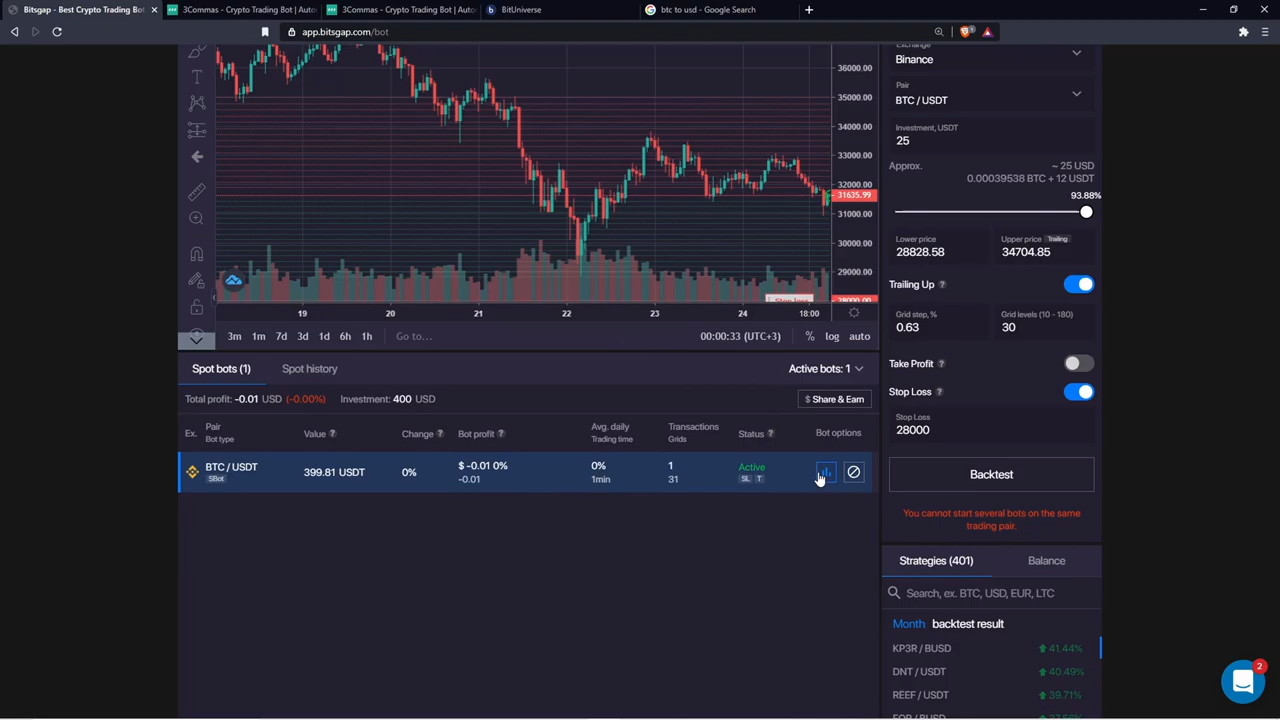 Bitsgap - Best Crypto Trading Bot
3Commas - Crypto Trading Bot | Auto
3Commas - Crypto Trading Bot | Auto
BitUniverse
btc to usd - Google Search
app.bitsgap.com/bot
36000.00
35000.00
34000.00
33000.00
32000.00
31635.99
31000.00
30000.00
29000.00
28000.00
19 20 21 22 23 24 18:00
3m 1m 7d 3d 1d 6h 1h Go to... 00:00:33 (UTC+3) % log auto
Exchange
Binance
Pair
BTC / USDT
Investment, USDT
25
Approx. ~ 25 USD
0.00039538 BTC + 12 USDT
93.88%
Lower price Upper price Trailing
28828.58 34704.85
Trailing Up
Grid step, % Grid levels (10 - 180)
0.63 30
Take Profit
Stop Loss
Stop Loss
28000
Backtest
You cannot start several bots on the same
trading pair.
Strategies (401) Balance
Search, ex. BTC, USD, EUR, LTC
Month backtest result
KP3R / BUSD 41.44%
DNT / USDT 40.49%
REEF / USDT 39.71%
Spot bots (1) Spot history Active bots: 1
Total profit: -0.01 USD (-0.00%) Investment: 400 USD $ Share & Earn
Ex. Pair Bot type Value Change Bot profit Avg. daily Trading time Transactions Grids Status Bot options
BTC / USDT 399.81 USDT 0% $ -0.01 0% 0% 1 Active
SBot -0.01 1min 31 SL T
2